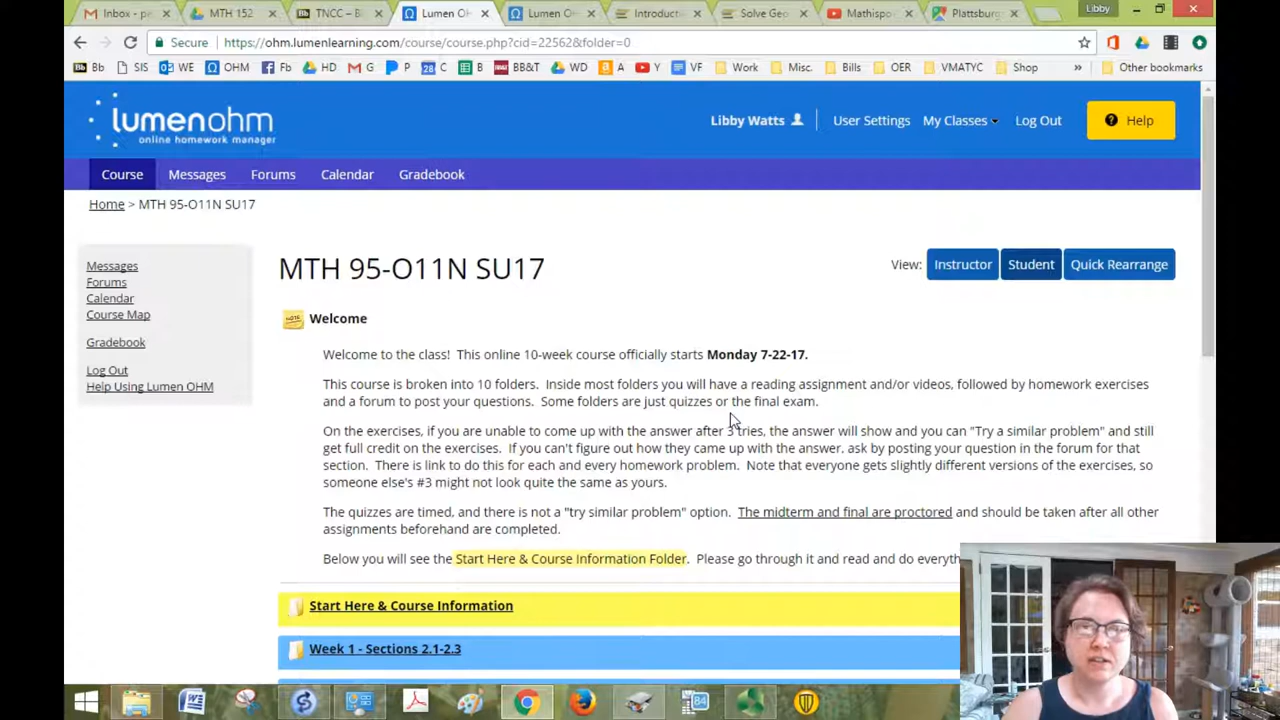 Inbox - pe
MTH 152
TNCC – B
Lumen O
Lumen O
Introducti
Solve Geo
Mathispo
Plattsburg
Libby
Secure
https://ohm.lumenlearning.com/course/course.php?cid=22562&folder=0
Bb SIS WE OHM Fb HD G P C B BB&T WD A Y VF Work Misc. Bills OER VMATYC Shop » Other bookmarks
lumenohm
online homework manager
Libby Watts
User Settings
My Classes
Log Out
Help
Course Messages Forums Calendar Gradebook
Home > MTH 95-O11N SU17
Messages
Forums
Calendar
Course Map
Gradebook
Log Out
Help Using Lumen OHM
MTH 95-O11N SU17
View: Instructor Student Quick Rearrange
NOTE
Welcome
Welcome to the class! This online 10-week course officially starts Monday 7-22-17.
This course is broken into 10 folders. Inside most folders you will have a reading assignment and/or videos, followed by homework exercises
and a forum to post your questions. Some folders are just quizzes or the final exam.
On the exercises, if you are unable to come up with the answer after 3 tries, the answer will show and you can "Try a similar problem" and still
get full credit on the exercises. If you can't figure out how they came up with the answer, ask by posting your question in the forum for that
section. There is link to do this for each and every homework problem. Note that everyone gets slightly different versions of the exercises, so
someone else's #3 might not look quite the same as yours.
The quizzes are timed, and there is not a "try similar problem" option. The midterm and final are proctored and should be taken after all other
assignments beforehand are completed.
Below you will see the Start Here & Course Information Folder. Please go through it and read and do everyth
Start Here & Course Information
Week 1 - Sections 2.1-2.3